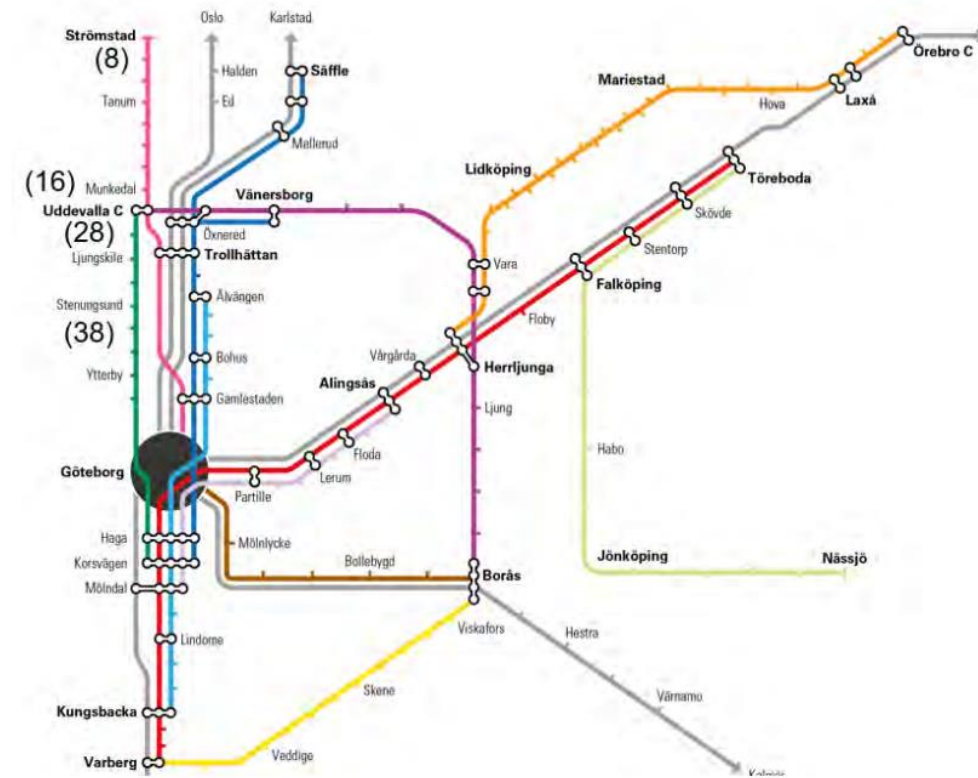 Oslo
Karlstad
Strömstad
(8)
Halden
Säffle
Örebro C
Tanum
Ed
Mariestad
Hova
Laxå
Mellerud
Lidköping
Töreboda
(16)
Munkedal
Vänersborg
Skövde
Uddevalla C
(28)
Öxnered
Stentorp
Ljungskile
Trollhättan
Vara
Falköping
Älvängen
Stenungsund
(38)
Floby
Bohus
Vårgårda
Herrljunga
Ytterby
Alingsås
Gamlestaden
Ljung
Floda
Habo
Göteborg
Lerum
Partille
Haga
Mölnlycke
Korsvägen
Bollebygd
Jönköping
Nässjö
Borås
Mölndal
Viskafors
Lindome
Hestra
Skene
Värnamo
Kungsbacka
Veddige
Varberg